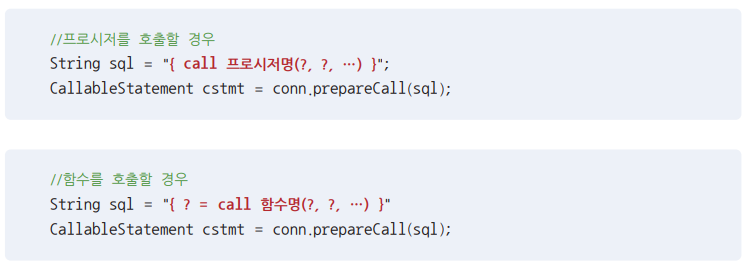 //프로시저를 호출할 경우
String sql = "{ call 프로시저명(?, ?, …) }";
CallableStatement cstmt = conn.prepareCall(sql);
//함수를 호출할 경우
String sql = "{ ? = call 함수명(?, ?, …) }"
CallableStatement cstmt = conn.prepareCall(sql);